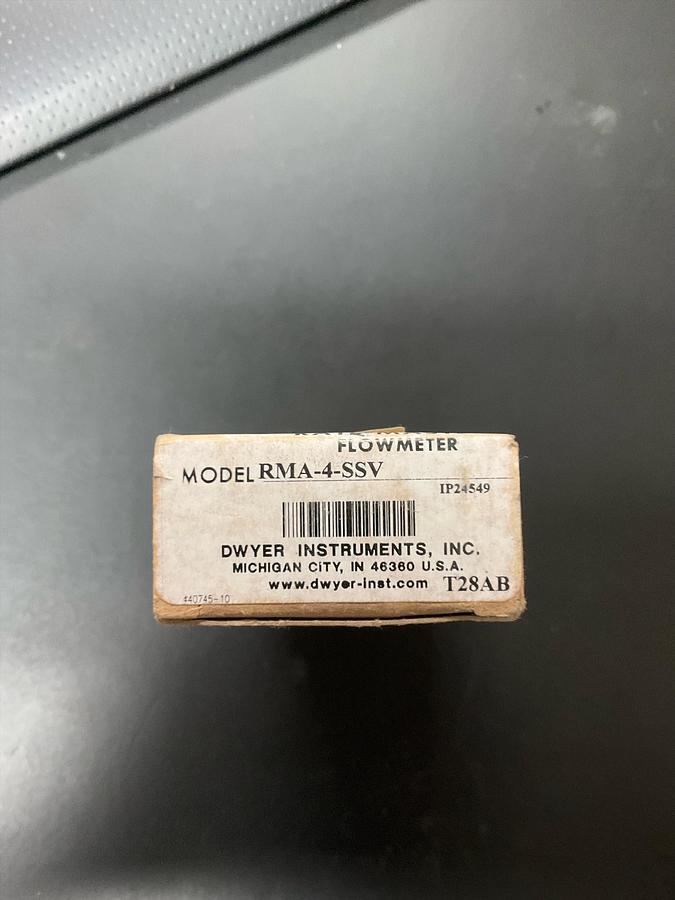 FLOWMETER
MODEL RMA-4-SSV
IP24549
DWYER INSTRUMENTS, INC.
MICHIGAN CITY, IN 46360 U.S.A.
www.dwyer-inst.com T28AB
440745-10